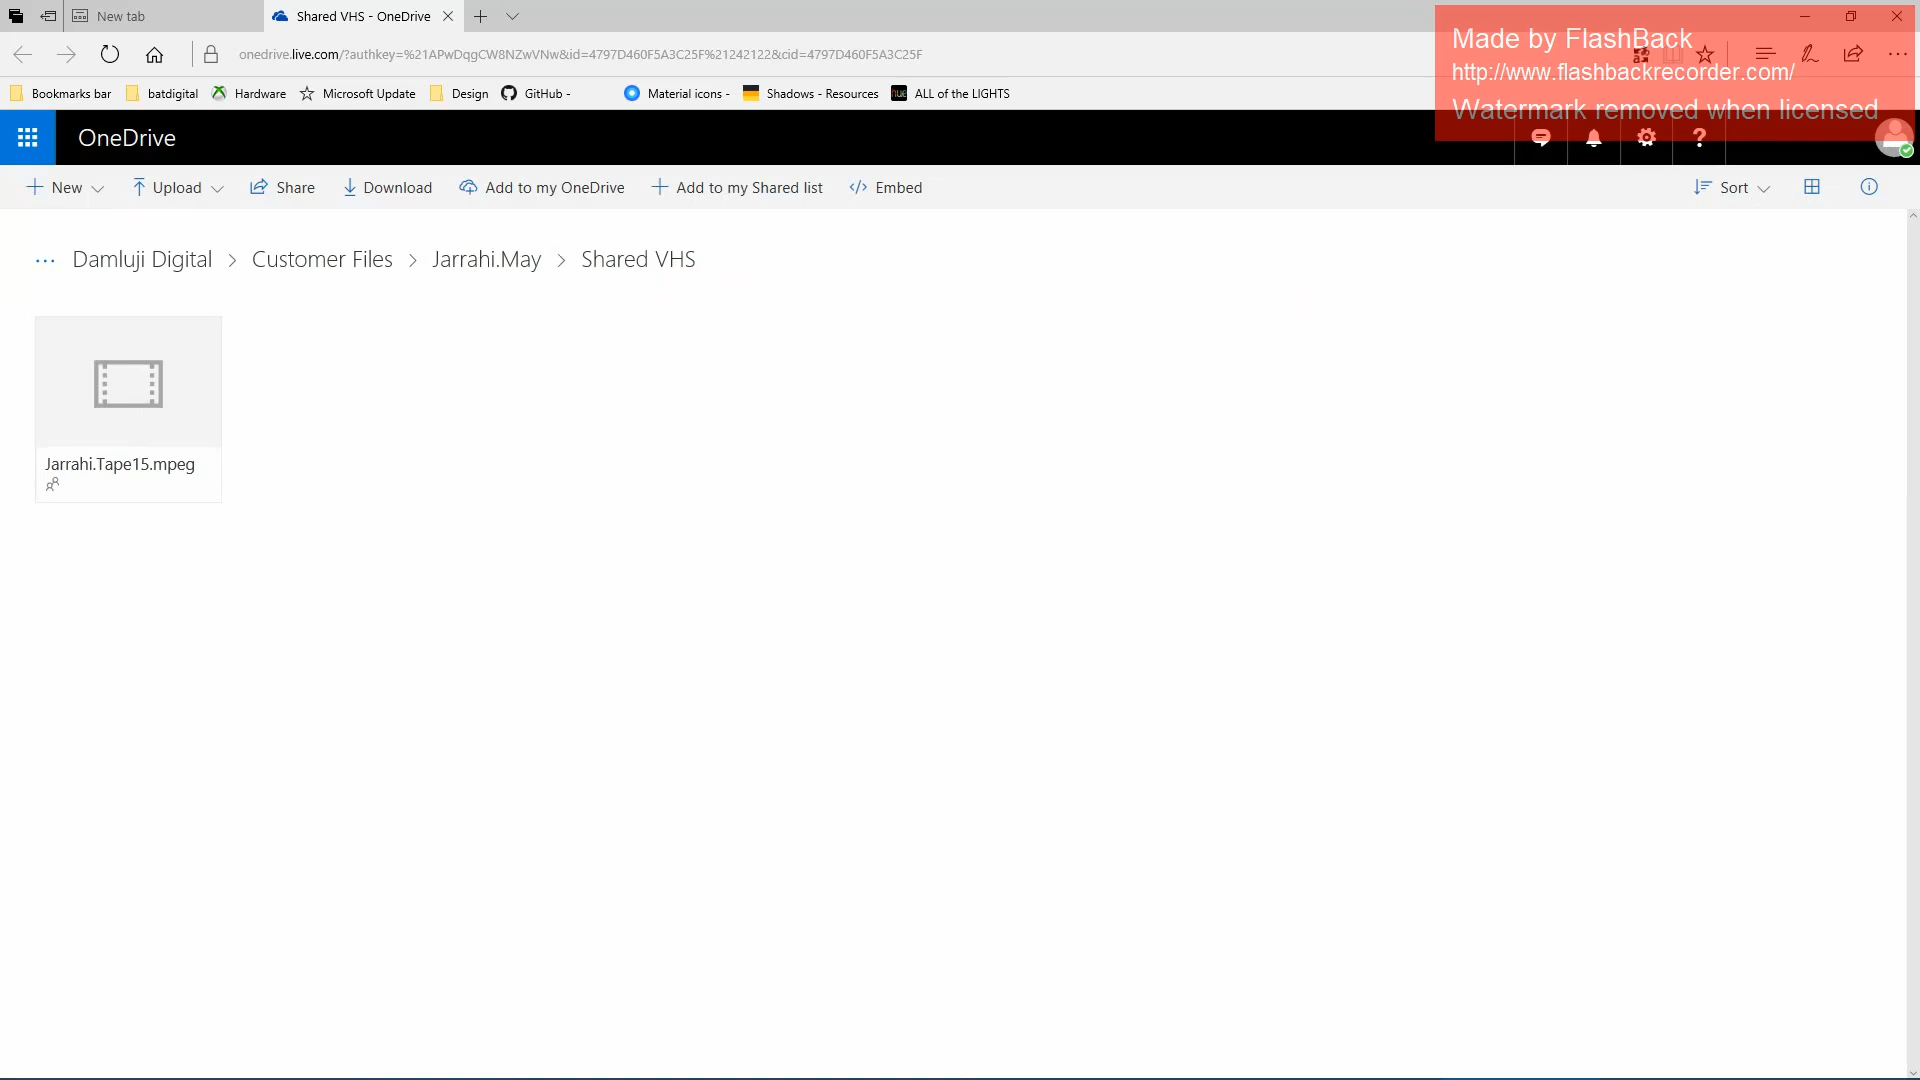 New tab
Shared VHS - OneDrive
onedrive.live.com/?authkey=%21APwDqgCW8NZwVNw&id=4797D460F5A3C25F%21242122&cid=4797D460F5A3C25F
Made by FlashBack
http://www.flashbackrecorder.com/
Watermark removed when licensed
Bookmarks bar batdigital Hardware Microsoft Update Design GitHub - Material icons - Shadows - Resources hue ALL of the LIGHTS
OneDrive
New Upload Share Download Add to my OneDrive Add to my Shared list Embed Sort
... Damluji Digital > Customer Files > Jarrahi.May > Shared VHS
Jarrahi.Tape15.mpeg